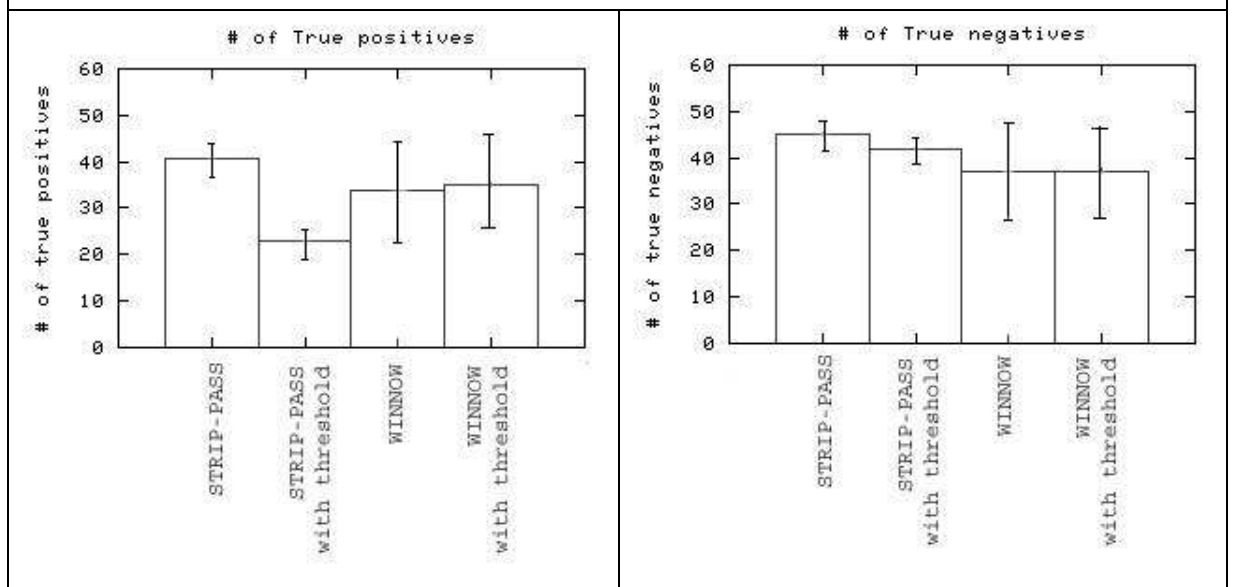 # of True positives
# of true positives
60
50
40
30
20
10
0
STRIP-PASS
STRIP-PASS
with threshold
WINNOW
WINNOW
with threshold
# of True negatives
# of true negatives
60
50
40
30
20
10
0
STRIP-PASS
STRIP-PASS
with threshold
WINNOW
WINNOW
with threshold